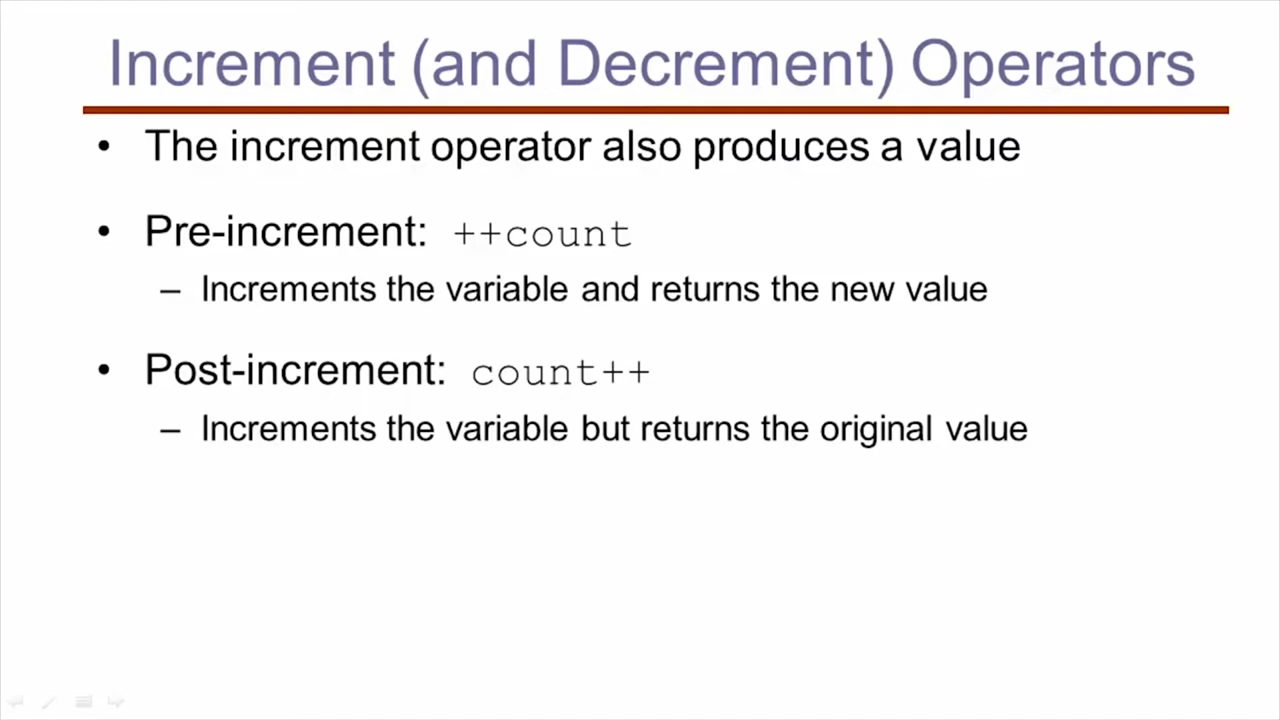 Increment (and Decrement) Operators
• The increment operator also produces a value
• Pre-increment: ++count
– Increments the variable and returns the new value
• Post-increment: count++
– Increments the variable but returns the original value